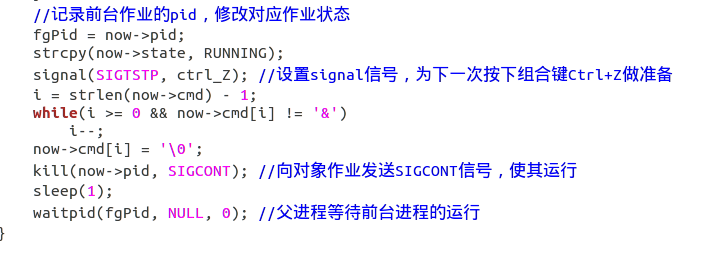 //记录前台作业的pid，修改对应作业状态
fgPid = now->pid;
strcpy(now->state, RUNNING);
signal(SIGTSTP, ctrl_Z); //设置signal信号，为下一次按下组合键Ctrl+Z做准备
i = strlen(now->cmd) - 1;
while(i >= 0 && now->cmd[i] != '&')
i--;
now->cmd[i] = '\0';
kill(now->pid, SIGCONT); //向对象作业发送SIGCONT信号，使其运行
sleep(1);
waitpid(fgPid, NULL, 0); //父进程等待前台进程的运行
}